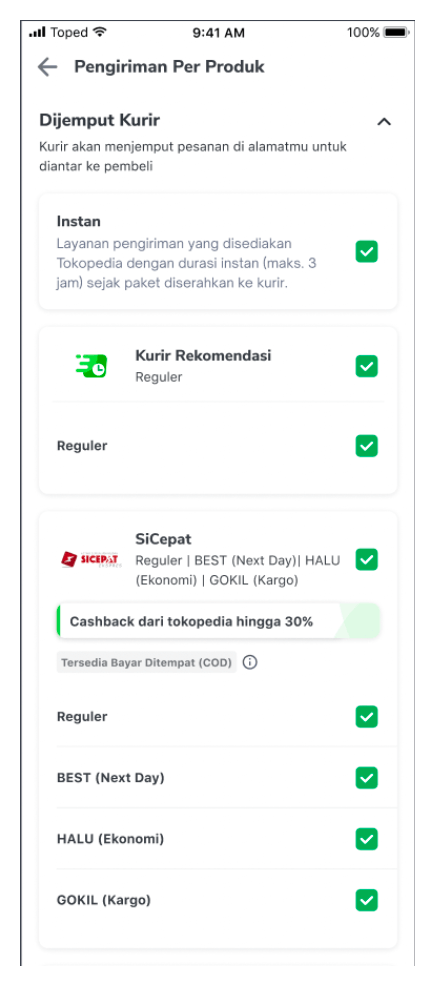 Toped 9:41 AM 100%
Pengiriman Per Produk
Dijemput Kurir
Kurir akan menjemput pesanan di alamatmu untuk
diantar ke pembeli
Instan
Layanan pengiriman yang disediakan
Tokopedia dengan durasi instan (maks. 3
jam) sejak paket diserahkan ke kurir.
Kurir Rekomendasi
Reguler
Reguler
SICEPAT
SiCepat
Reguler | BEST (Next Day)| HALU
(Ekonomi) | GOKIL (Kargo)
Cashback dari tokopedia hingga 30%
Tersedia Bayar Ditempat (COD)
Reguler
BEST (Next Day)
HALU (Ekonomi)
GOKIL (Kargo)